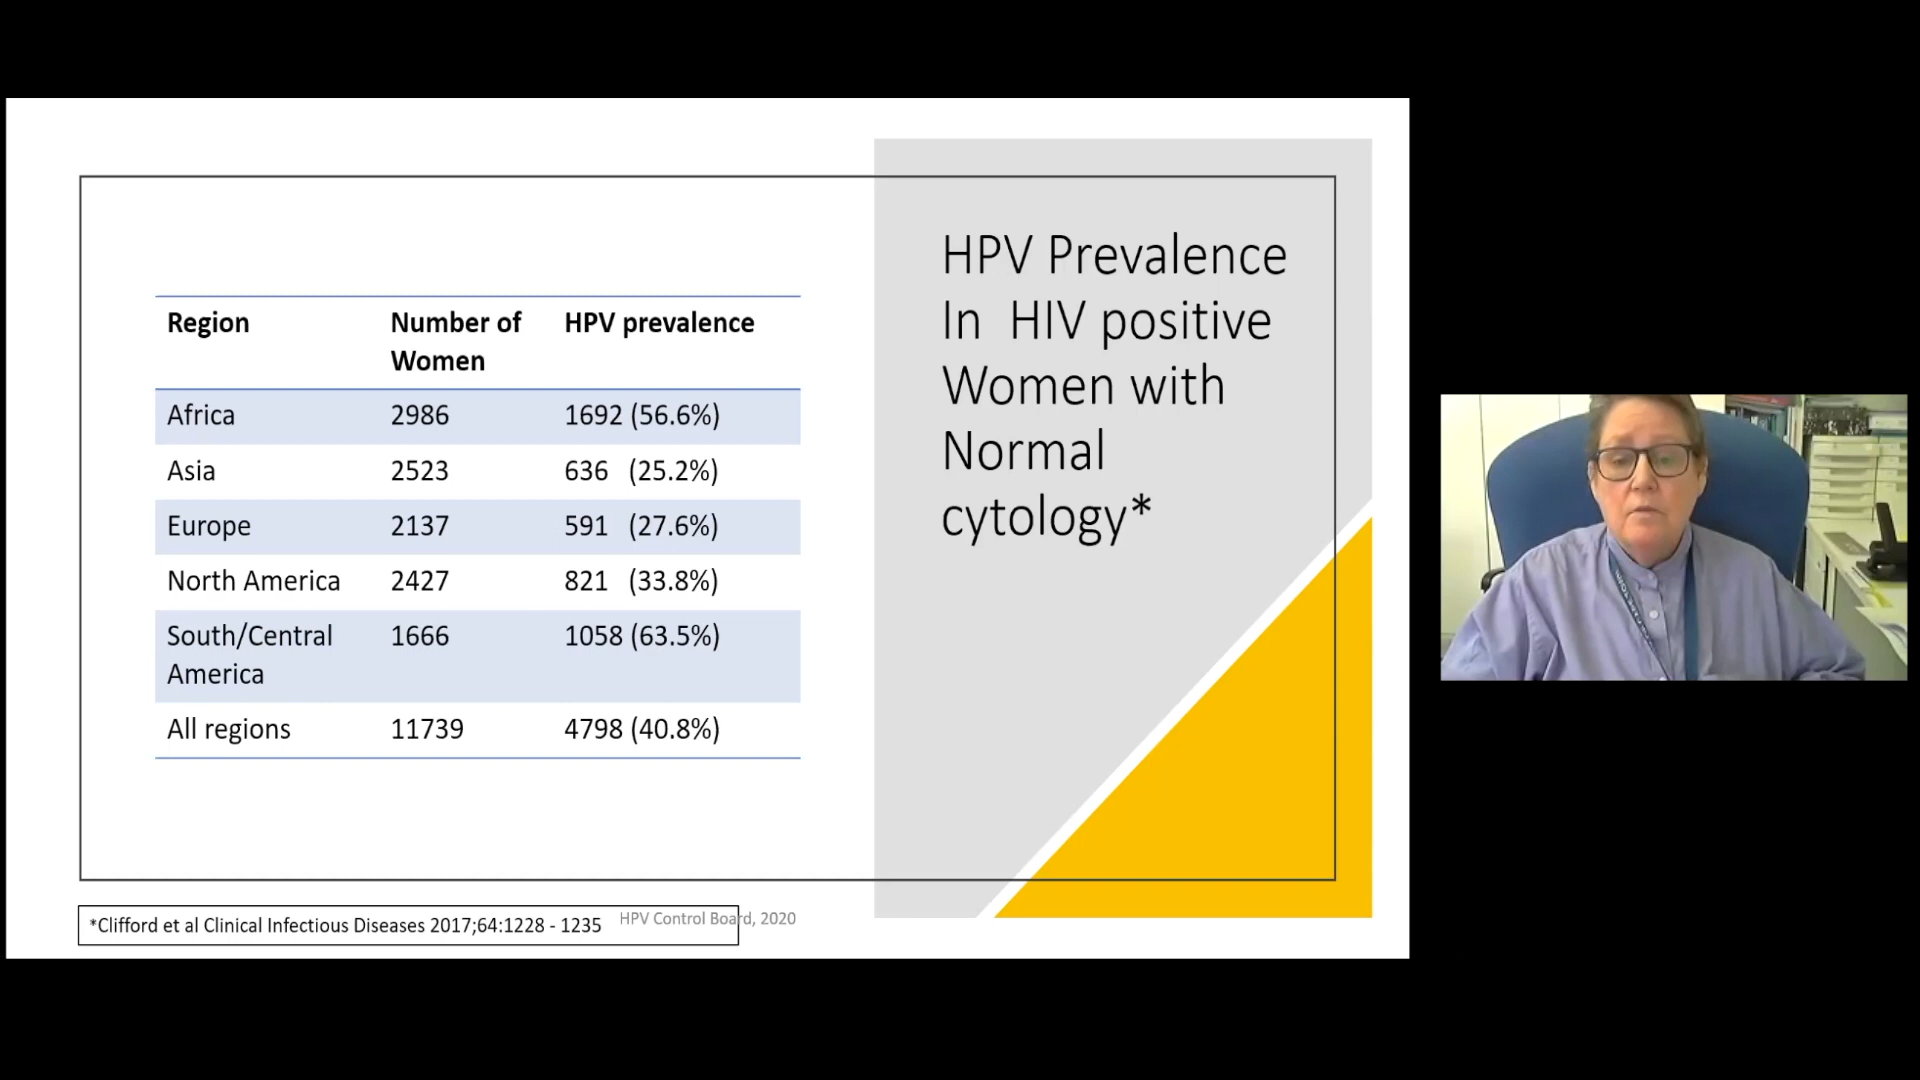 HPV Prevalence
In HIV positive
Women with
Normal
cytology*
Region Number of Women HPV prevalence
Africa 2986 1692 (56.6%)
Asia 2523 636 (25.2%)
Europe 2137 591 (27.6%)
North America 2427 821 (33.8%)
South/Central America 1666 1058 (63.5%)
All regions 11739 4798 (40.8%)
*Clifford et al Clinical Infectious Diseases 2017;64:1228 - 1235
HPV Control Board, 2020